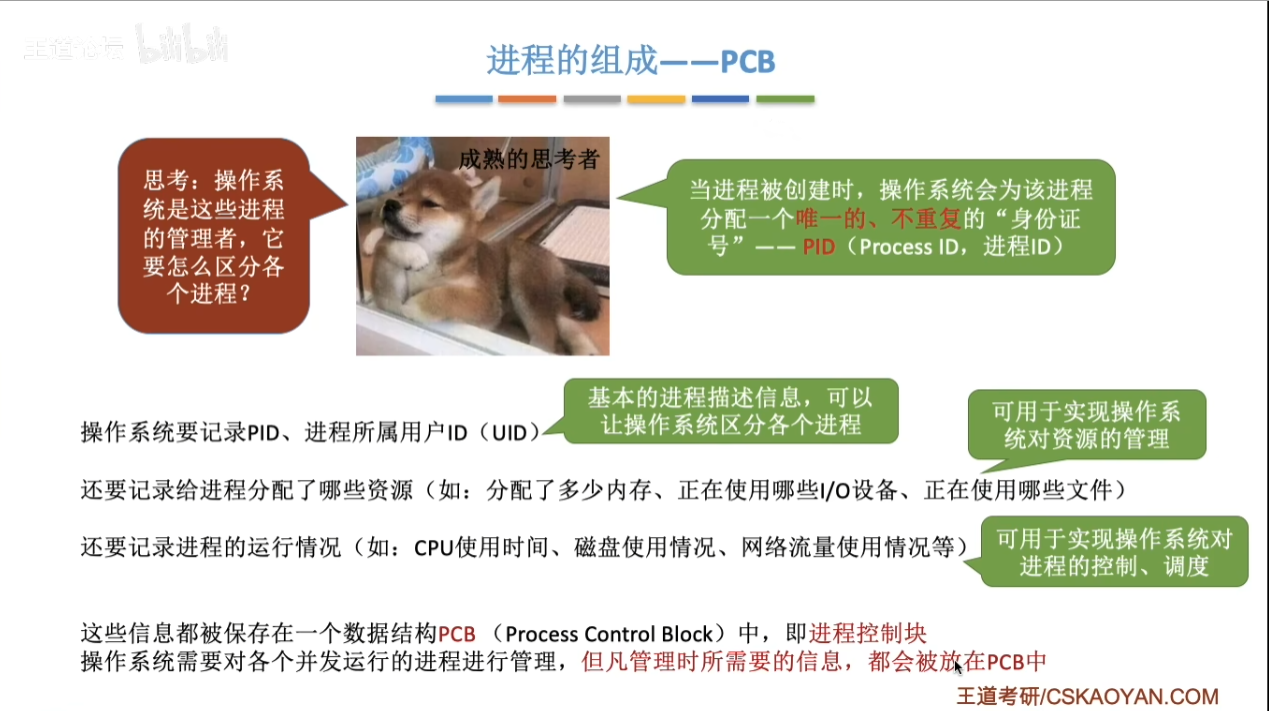 王道论坛 bilibili
进程的组成——PCB
思考：操作系
统是这些进程
的管理者，它
要怎么区分各
个进程？
成熟的思考者
当进程被创建时，操作系统会为该进程
分配一个唯一的、不重复的“身份证
号”—— PID（Process ID，进程ID）
基本的进程描述信息，可以
让操作系统区分各个进程
操作系统要记录PID、进程所属用户ID（UID）
可用于实现操作系
统对资源的管理
还要记录给进程分配了哪些资源（如：分配了多少内存、正在使用哪些I/O设备、正在使用哪些文件）
还要记录进程的运行情况（如：CPU使用时间、磁盘使用情况、网络流量使用情况等）
可用于实现操作系统对
进程的控制、调度
这些信息都被保存在一个数据结构PCB （Process Control Block）中，即进程控制块
操作系统需要对各个并发运行的进程进行管理，但凡管理时所需要的信息，都会被放在PCB中
王道考研/CSKAOYAN.COM